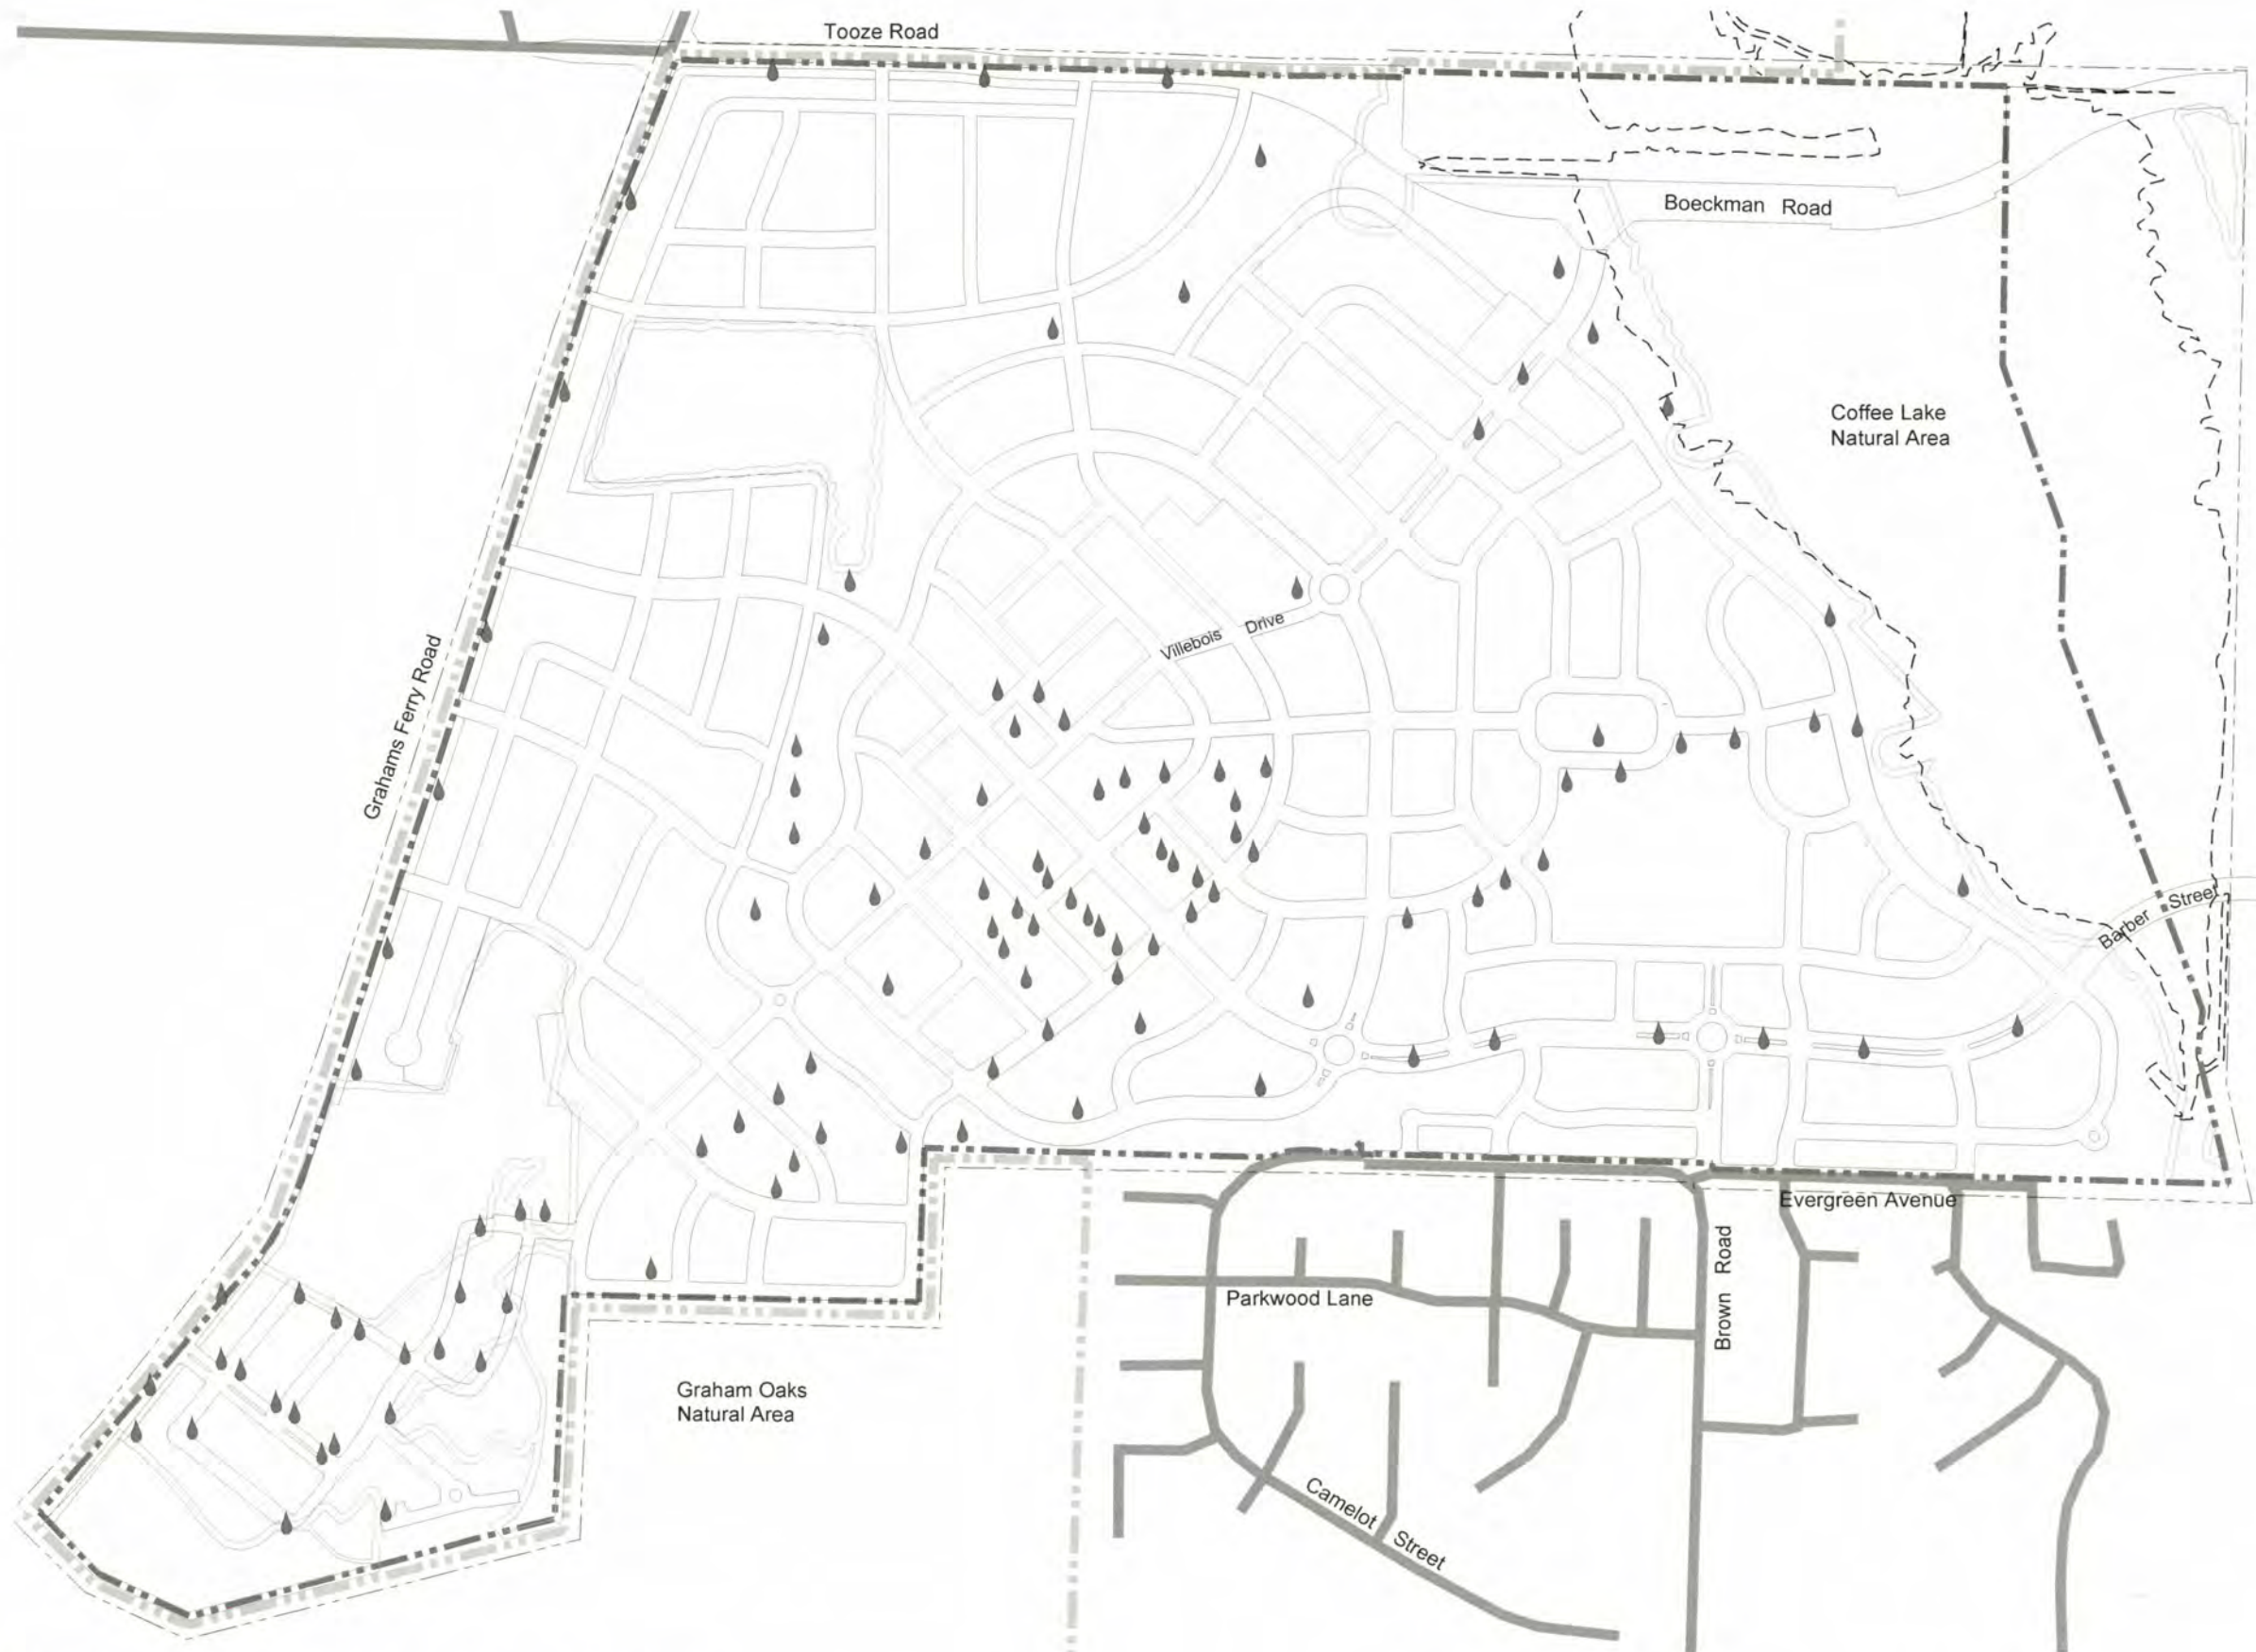 Tooze Road
Boeckman Road
Coffee Lake
Natural Area
Villebois Drive
Grahams Ferry Road
Barber Street
Evergreen Avenue
Brown Road
Parkwood Lane
Graham Oaks
Natural Area
Camelot Street